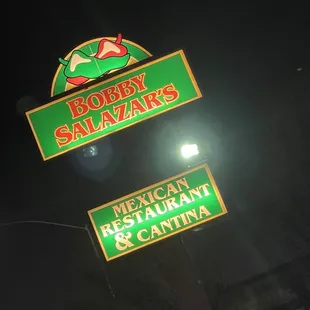 BOBBY
SALAZAR'S
MEXICAN
RESTAURANT
& CANTINA